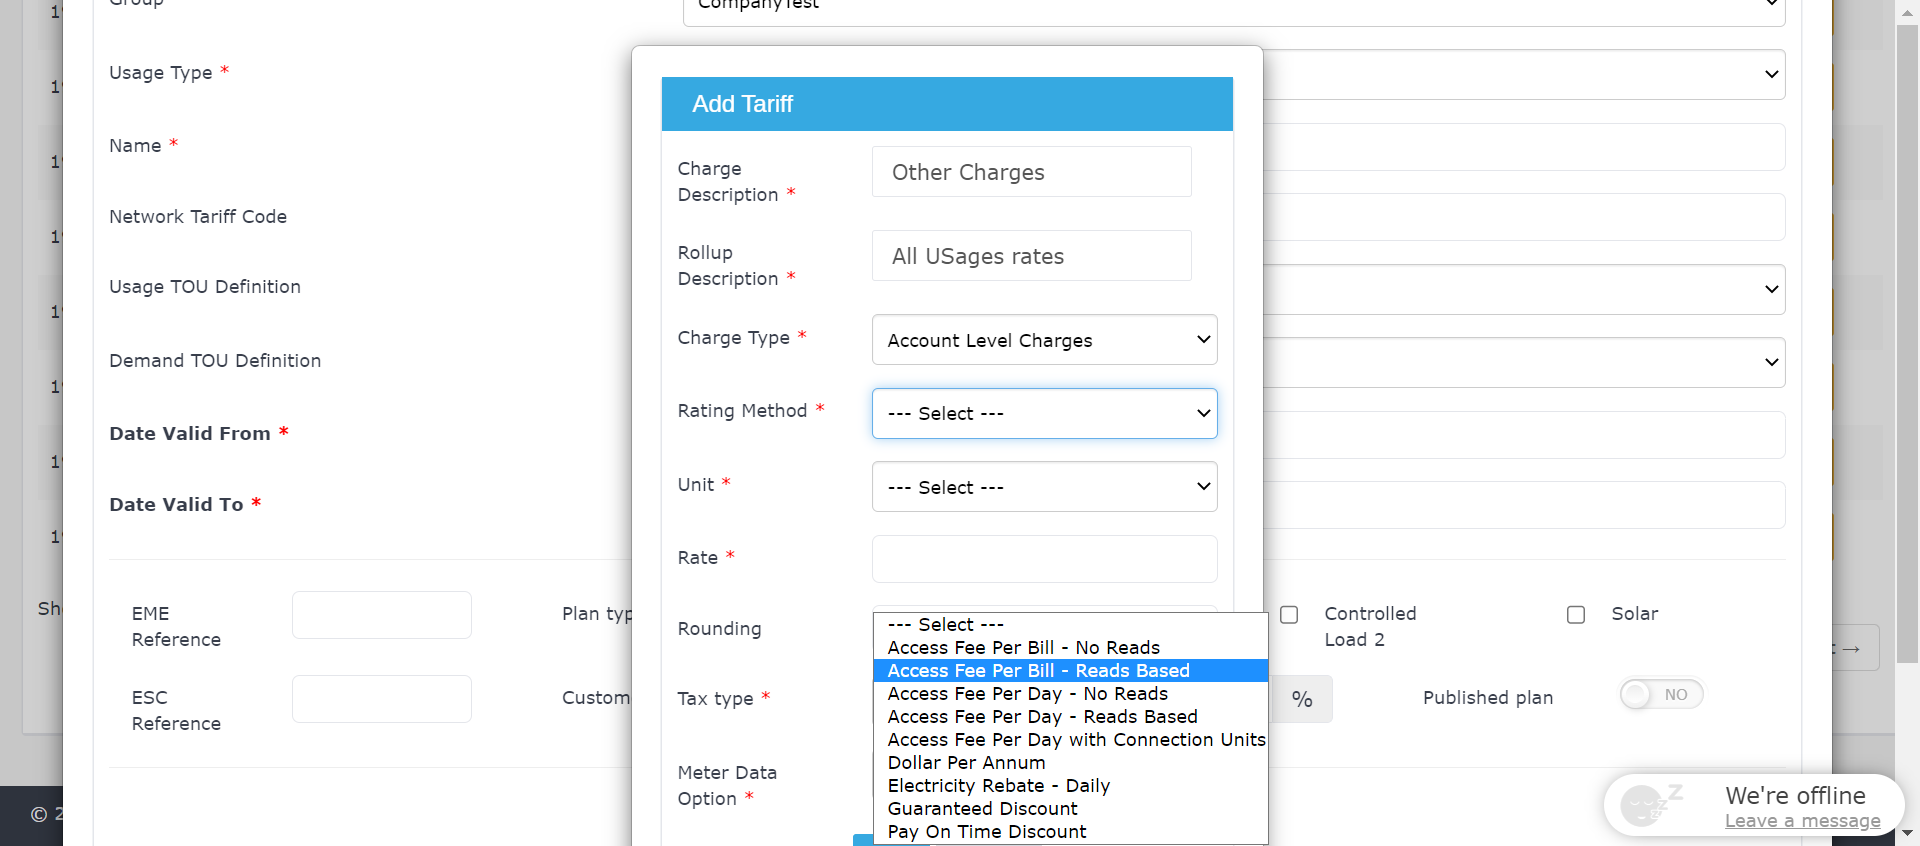 Group
CompanyTest
Usage Type *
Name *
Network Tariff Code
Usage TOU Definition
Demand TOU Definition
Date Valid From *
Date Valid To *
EME
Reference
ESC
Reference
Add Tariff
Charge
Description *
Other Charges
Rollup
Description *
All USages rates
Charge Type *
Account Level Charges
Rating Method *
--- Select ---
Unit *
--- Select ---
Rate *
Rounding
Tax type *
Meter Data
Option *
--- Select ---
Access Fee Per Bill - No Reads
Access Fee Per Bill - Reads Based
Access Fee Per Day - No Reads
Access Fee Per Day - Reads Based
Access Fee Per Day with Connection Units
Dollar Per Annum
Electricity Rebate - Daily
Guaranteed Discount
Pay On Time Discount
Plan typ
Custom
Controlled
Load 2
Solar
%
Published plan
NO
→
We're offline
Leave a message
© 2